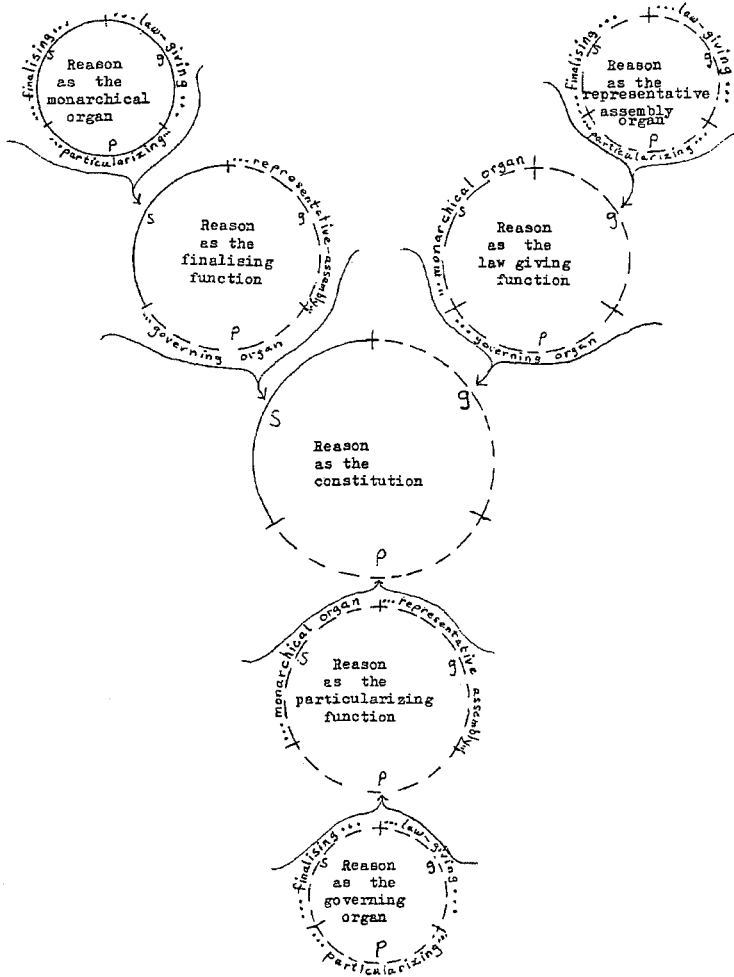 ...finalising...
...law-giving...
s
g
Reason
as the
monarchical
organ
p
...particularizing...
...finalising...
...law-giving...
s
g
Reason
as the
representative
assembly
organ
p
...particularizing...
...representative-assembly...
s
g
Reason
as the
finalising
function
p
...governing organ
...monarchical organ
s
g
Reason
as the
law giving
function
p
...governing organ
s
g
Reason
as the
constitution
p
...monarchical organ
...representative assembly...
s
g
Reason
as the
particularizing
function
p
...finalising...
...law-giving...
s
g
Reason
as the
governing
organ
p
...particularizing...